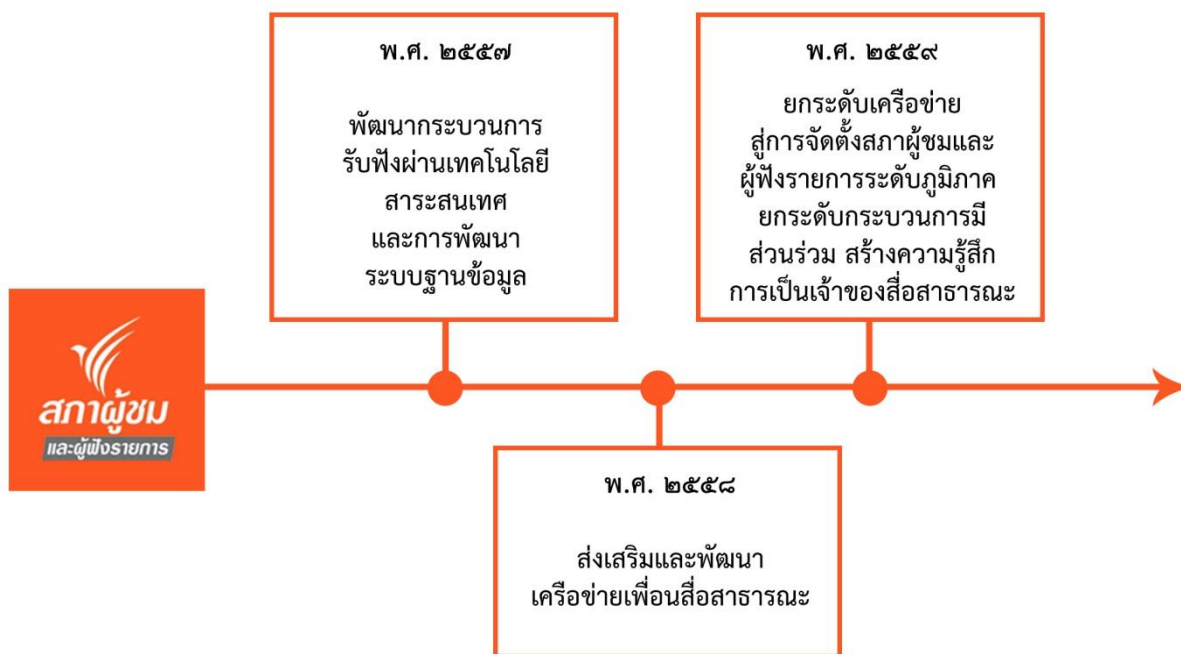 พ.ศ. ๒๕๕๗
พัฒนากระบวนการ
รับฟังผ่านเทคโนโลยี
สาระสนเทศ
และการพัฒนา
ระบบฐานข้อมูล
พ.ศ. ๒๕๕๙
ยกระดับเครือข่าย
สู่การจัดตั้งสภาผู้ชมและ
ผู้ฟังรายการระดับภูมิภาค
ยกระดับกระบวนการมี
ส่วนร่วม สร้างความรู้สึก
การเป็นเจ้าของสื่อสาธารณะ
สภาผู้ชม
และผู้ฟังรายการ
พ.ศ. ๒๕๕๘
ส่งเสริมและพัฒนา
เครือข่ายเพื่อนสื่อสาธารณะ